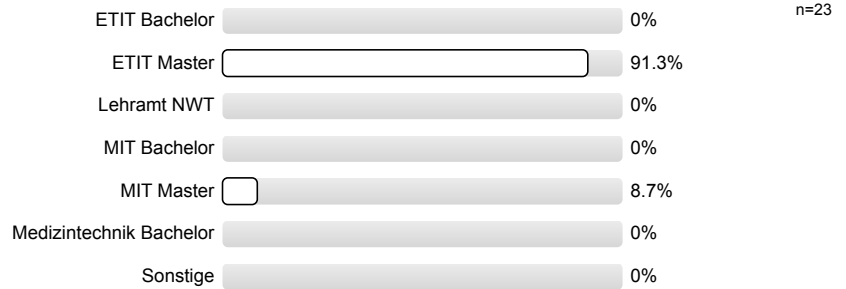 ETIT Bachelor 0% n=23
ETIT Master 91.3%
Lehramt NWT 0%
MIT Bachelor 0%
MIT Master 8.7%
Medizintechnik Bachelor 0%
Sonstige 0%